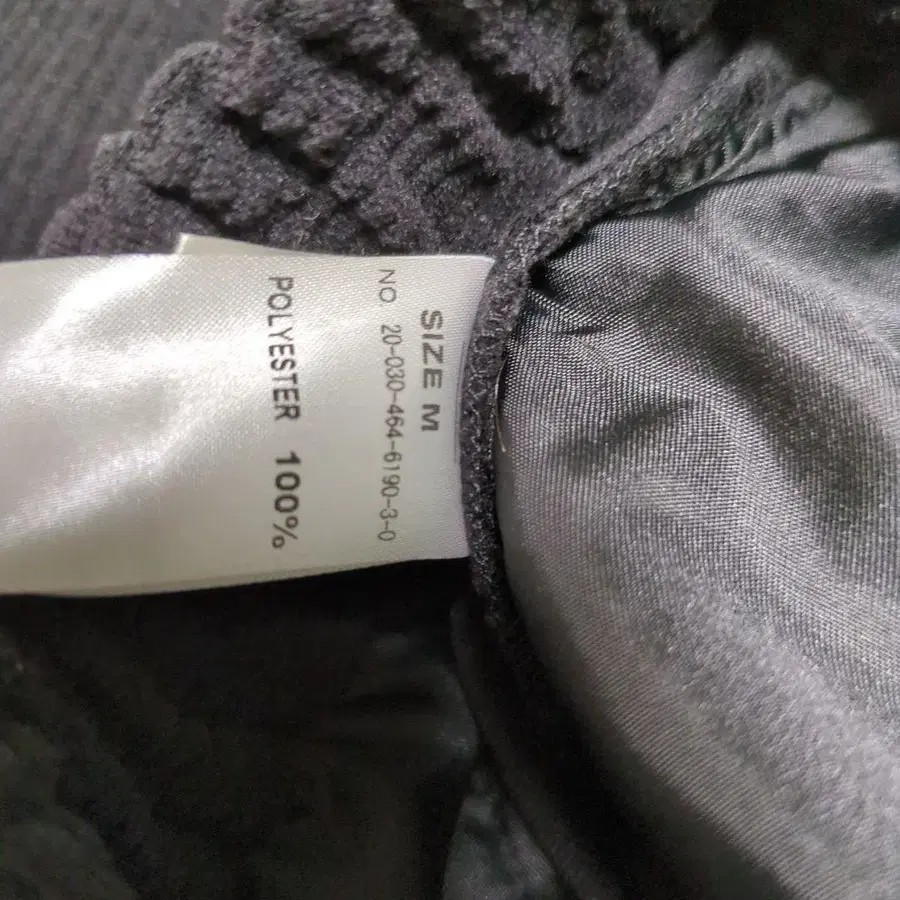 SIZE M
NO 20-030-464-6190-3-0
POLYESTER 100%